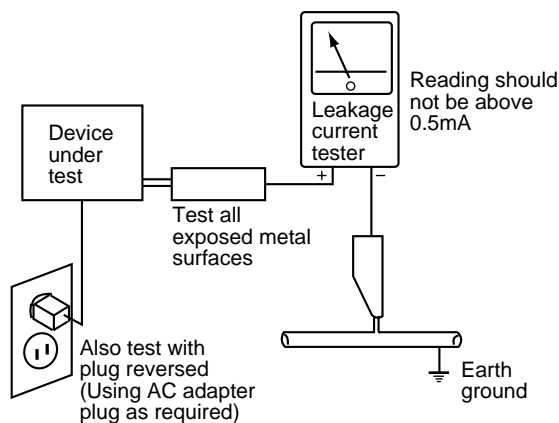 Device
under
test
Leakage
current
tester
+ −
Reading should
not be above
0.5mA
Test all
exposed metal
surfaces
Also test with
plug reversed
(Using AC adapter
plug as required)
Earth
ground